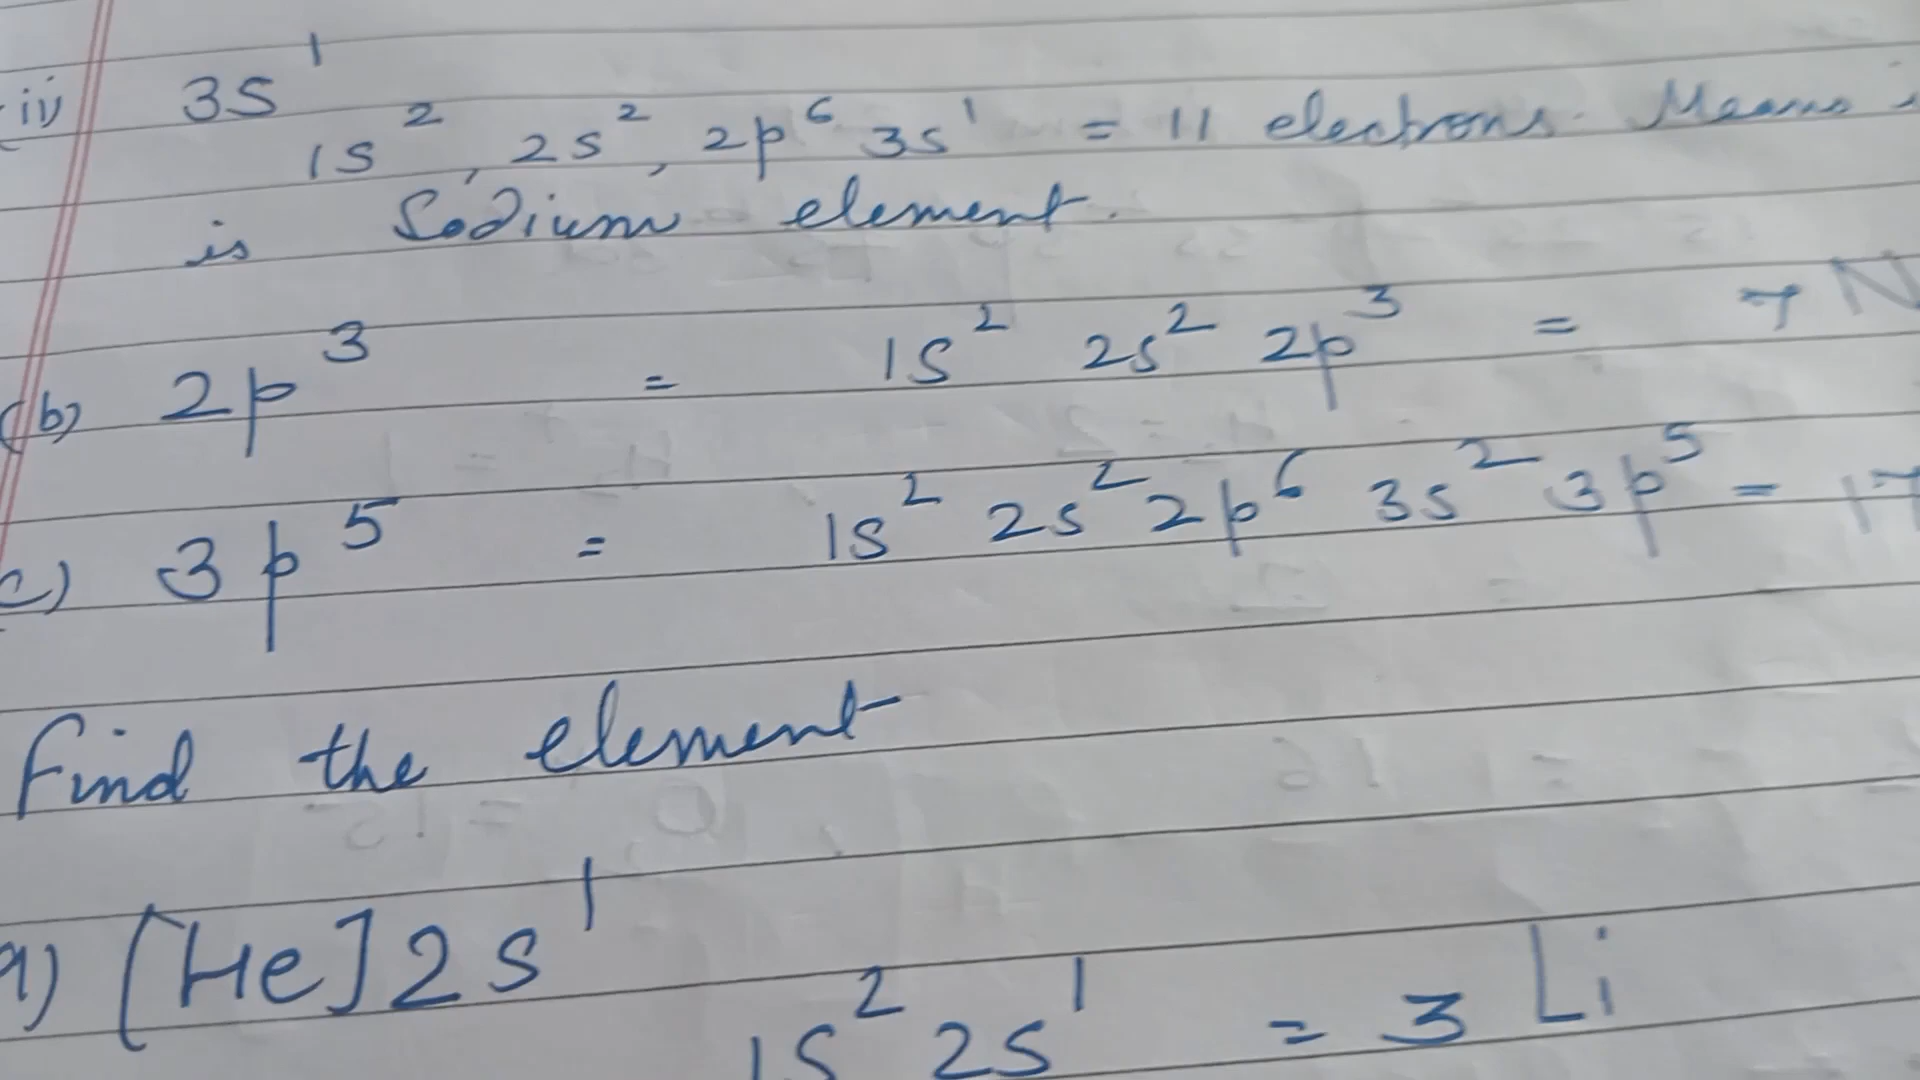 iv) 3s¹
1s², 2s², 2p⁶ 3s¹ = 11 electrons. Means
is Sodium element.
(b) 2p³ = 1s² 2s² 2p³ = 7 N
c) 3p⁵ = 1s² 2s² 2p⁶ 3s² 3p⁵ = 17
Find the element
a) [He] 2s¹
1s² 2s¹ = 3 Li